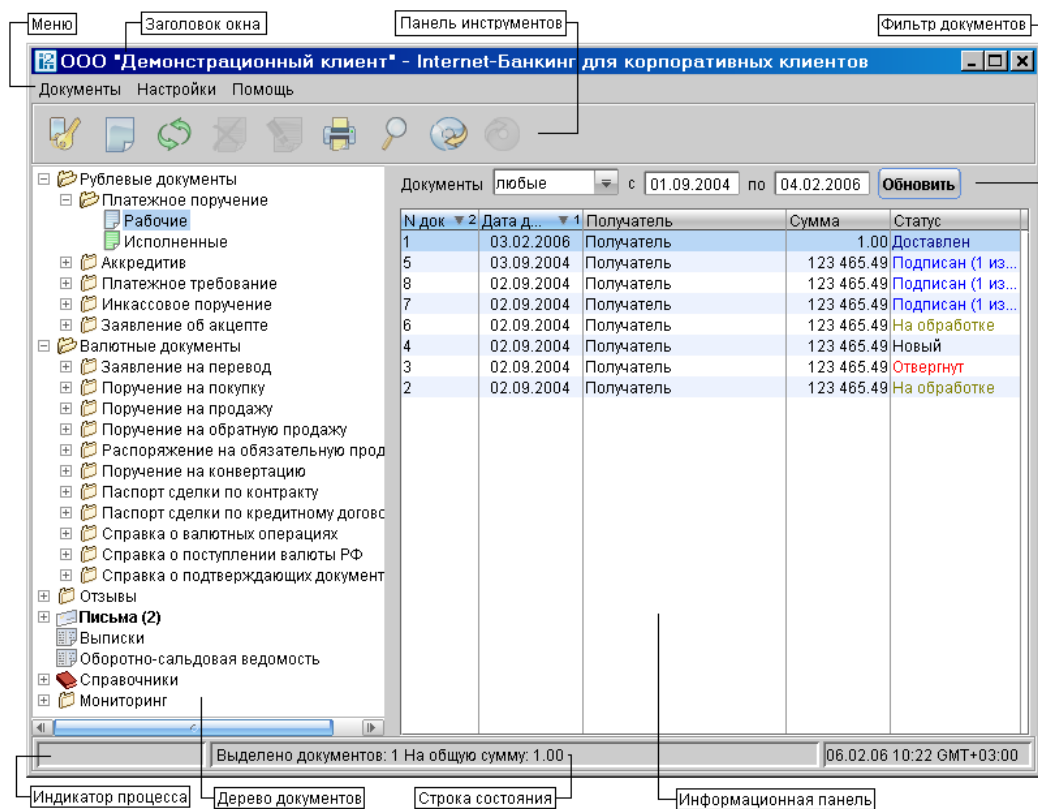 Меню
Заголовок окна
Панель инструментов
Фильтр документов
ООО "Демонстрационный клиент" - Internet-Банкинг для корпоративных клиентов
Документы Настройки Помощь
Рублевые документы
Платежное поручение
Рабочие
Исполненные
Аккредитив
Платежное требование
Инкассовое поручение
Заявление об акцепте
Валютные документы
Заявление на перевод
Поручение на покупку
Поручение на продажу
Поручение на обратную продажу
Распоряжение на обязательную прод
Поручение на конвертацию
Паспорт сделки по контракту
Паспорт сделки по кредитному догово
Справка о валютных операциях
Справка о поступлении валюты РФ
Справка о подтверждающих документ
Отзывы
Письма (2)
Выписки
Оборотно-сальдовая ведомость
Справочники
Мониторинг
Документы любые с 01.09.2004 по 04.02.2006 Обновить
N док 2 Дата д... 1 Получатель Сумма Статус
1 03.02.2006 Получатель 1.00 Доставлен
5 03.09.2004 Получатель 123 465.49 Подписан (1 из...
8 02.09.2004 Получатель 123 465.49 Подписан (1 из...
7 02.09.2004 Получатель 123 465.49 Подписан (1 из...
6 02.09.2004 Получатель 123 465.49 На обработке
4 02.09.2004 Получатель 123 465.49 Новый
3 02.09.2004 Получатель 123 465.49 Отвергнут
2 02.09.2004 Получатель 123 465.49 На обработке
Выделено документов: 1 На общую сумму: 1.00
06.02.06 10:22 GMT+03:00
Индикатор процесса
Дерево документов
Строка состояния
Информационная панель